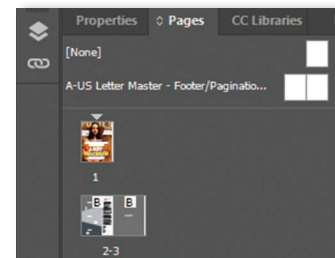 Properties Pages CC Libraries
[None]
A-US Letter Master - Footer/Paginatio...
1
B B
2-3